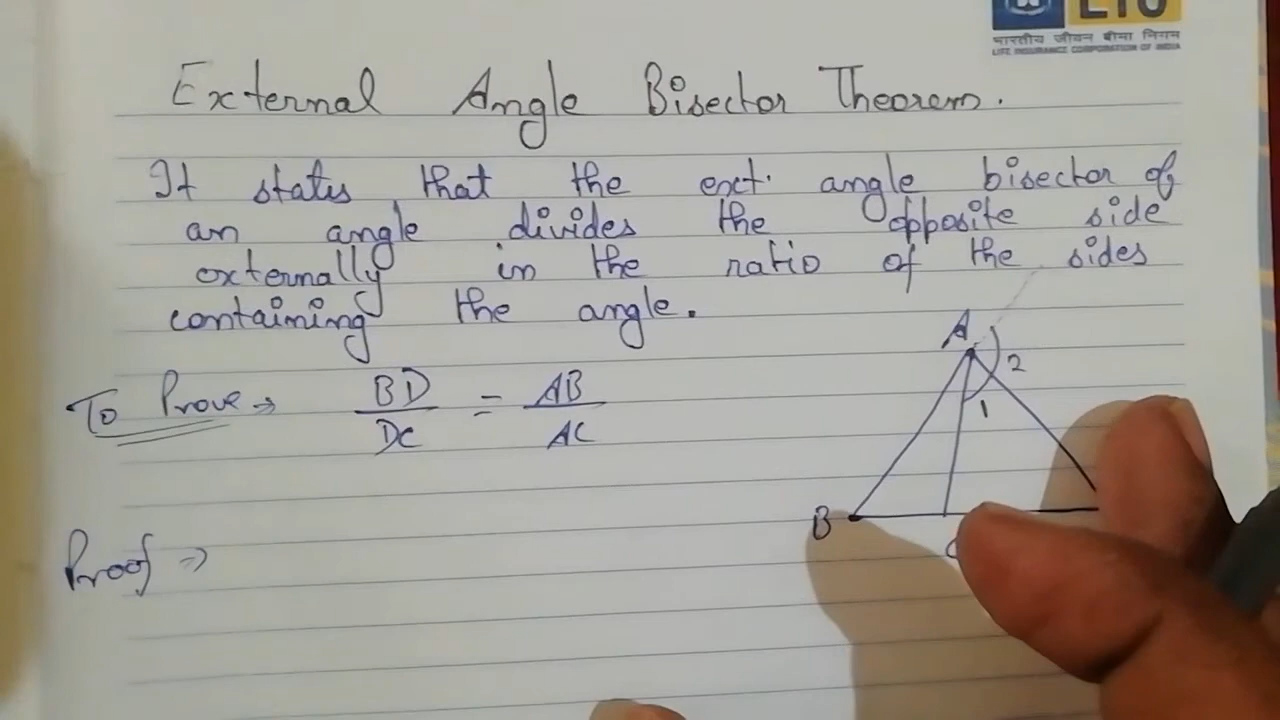 LIC
भारतीय जीवन बीमा निगम
LIFE INSURANCE CORPORATION OF INDIA
External Angle Bisector Theorem.
It states that the ext. angle bisector of
an angle divides the opposite side
externally in the ratio of the sides
containing the angle.
To Prove → BD/DC = AB/AC
A
2
1
B
C
Proof ⇒